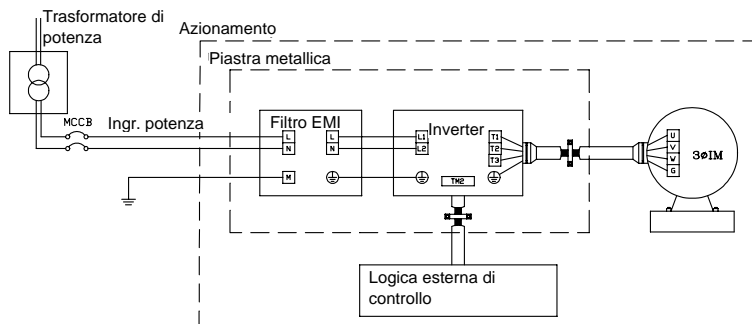 Trasformatore di
potenza
Azionamento
Piastra metallica
MCCB
Ingr. potenza
Filtro EMI
Inverter
L
L
L1
T1
N
N
L2
T2
T3
M
TM2
U
V
W
G
3øIM
Logica esterna di
controllo